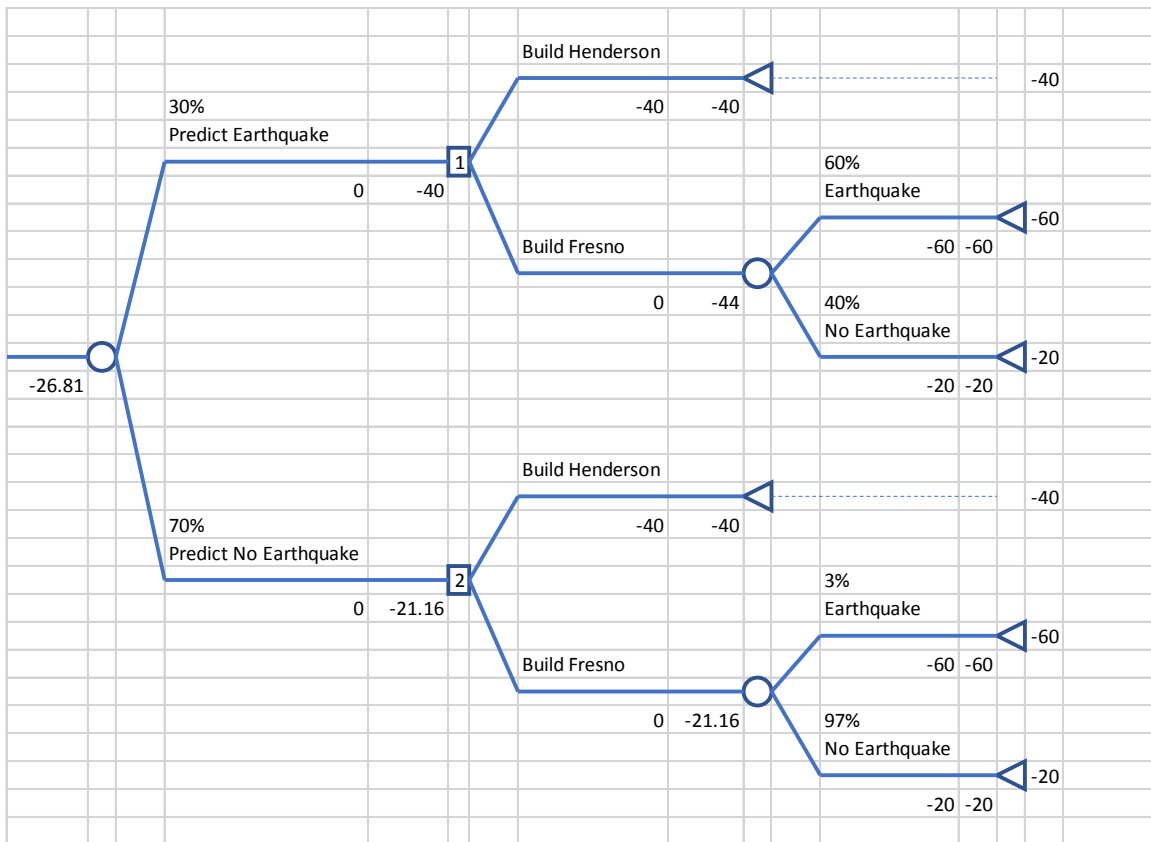 Build Henderson
-40
30%
-40 -40
Predict Earthquake
1
60%
0 -40
Earthquake
-60
Build Fresno
-60 -60
0 -44
40%
No Earthquake
-20
-26.81
-20 -20
Build Henderson
-40
70%
-40 -40
Predict No Earthquake
2
3%
0 -21.16
Earthquake
-60
Build Fresno
-60 -60
0 -21.16
97%
No Earthquake
-20
-20 -20